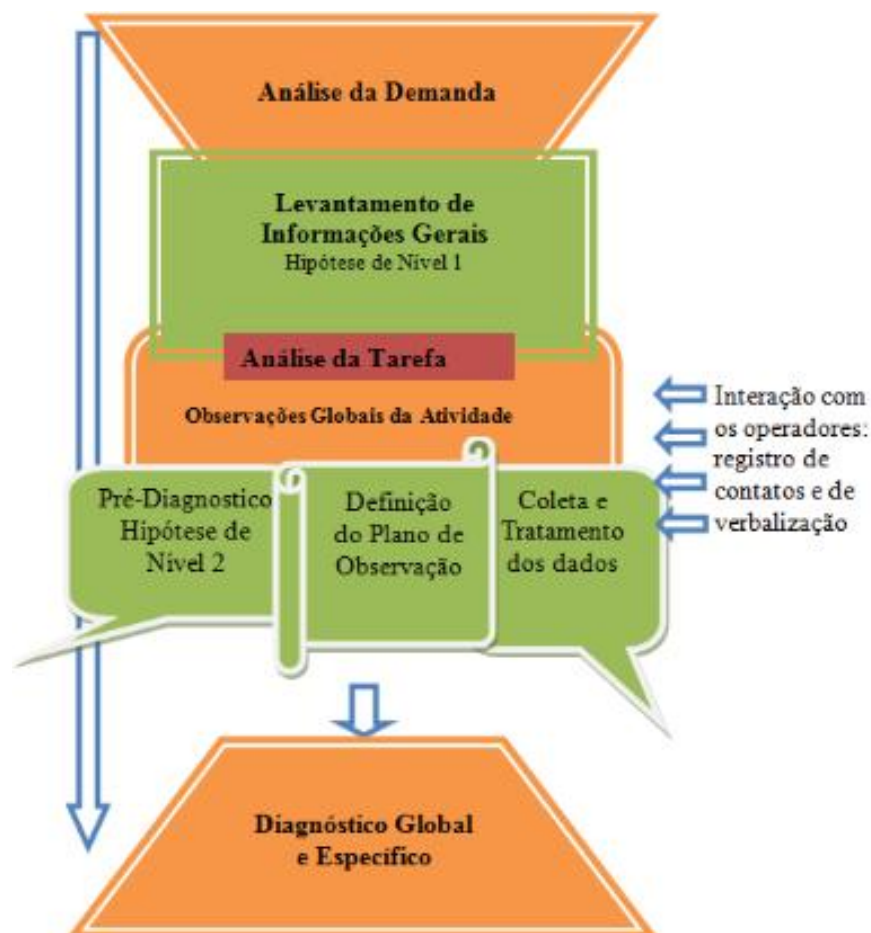 Análise da Demanda
Levantamento de
Informações Gerais
Hipótese de Nível 1
Análise da Tarefa
Observações Globais da Atividade
Interação com
os operadores:
registro de
contatos e de
verbalização
Pré-Diagnostico
Hipótese de
Nível 2
Definição
do Plano de
Observação
Coleta e
Tratamento
dos dados
Diagnóstico Global
e Específico